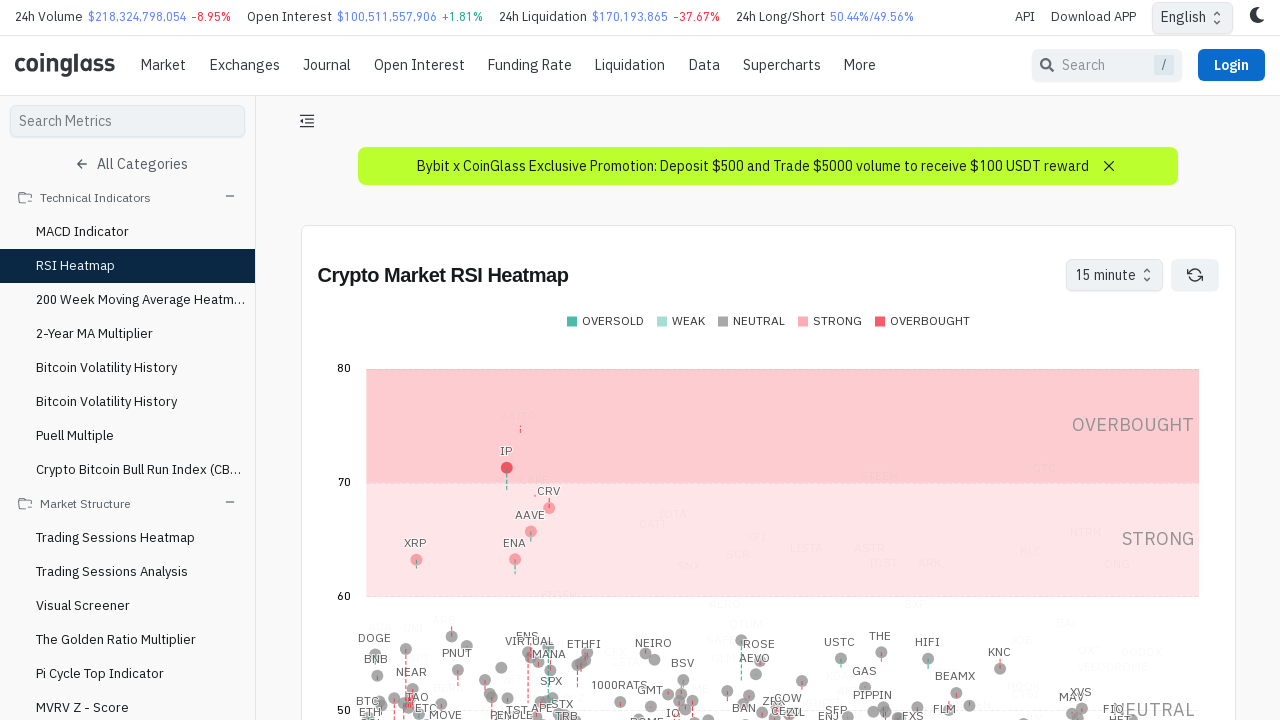 24h Volume $218,324,798,054 -8.95% Open Interest $100,511,557,906 +1.81% 24h Liquidation $170,193,865 -37.67% 24h Long/Short 50.44%/49.56% API Download APP English
coinglass Market Exchanges Journal Open Interest Funding Rate Liquidation Data Supercharts More Search / Login
Search Metrics
All Categories
Technical Indicators
MACD Indicator
RSI Heatmap
200 Week Moving Average Heatm...
2-Year MA Multiplier
Bitcoin Volatility History
Bitcoin Volatility History
Puell Multiple
Crypto Bitcoin Bull Run Index (CB...
Market Structure
Trading Sessions Heatmap
Trading Sessions Analysis
Visual Screener
The Golden Ratio Multiplier
Pi Cycle Top Indicator
MVRV Z - Score
Bybit x CoinGlass Exclusive Promotion: Deposit $500 and Trade $5000 volume to receive $100 USDT reward
Crypto Market RSI Heatmap 15 minute
OVERSOLD WEAK NEUTRAL STRONG OVERBOUGHT
80
OVERBOUGHT
IP
70
CRV
AAVE
STRONG
XRP ENA
60
DOGE VIRTUAL ENS ETHFI NEIRO ROSE USTC THE HIFI
BNB PNUT MANA BSV AEVO KNC
NEAR SPX 1000RATS GMT GAS BEAMX
BTC TAO COW PIPPIN MAV XVS
ETH ETC MOVE PENDLE TST APE STX TRB IO BAN CEZIL ENJ FXS FLM FIO
50 NEUTRAL